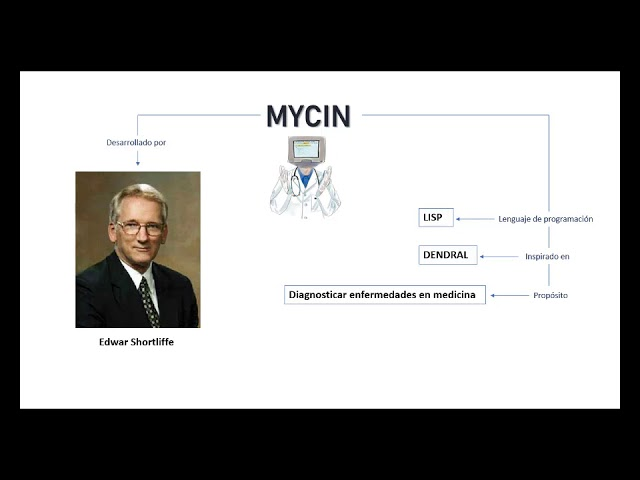 MYCIN
Desarrollado por
Edwar Shortliffe
LISP
Lenguaje de programación
DENDRAL
Inspirado en
Diagnosticar enfermedades en medicina
Propósito